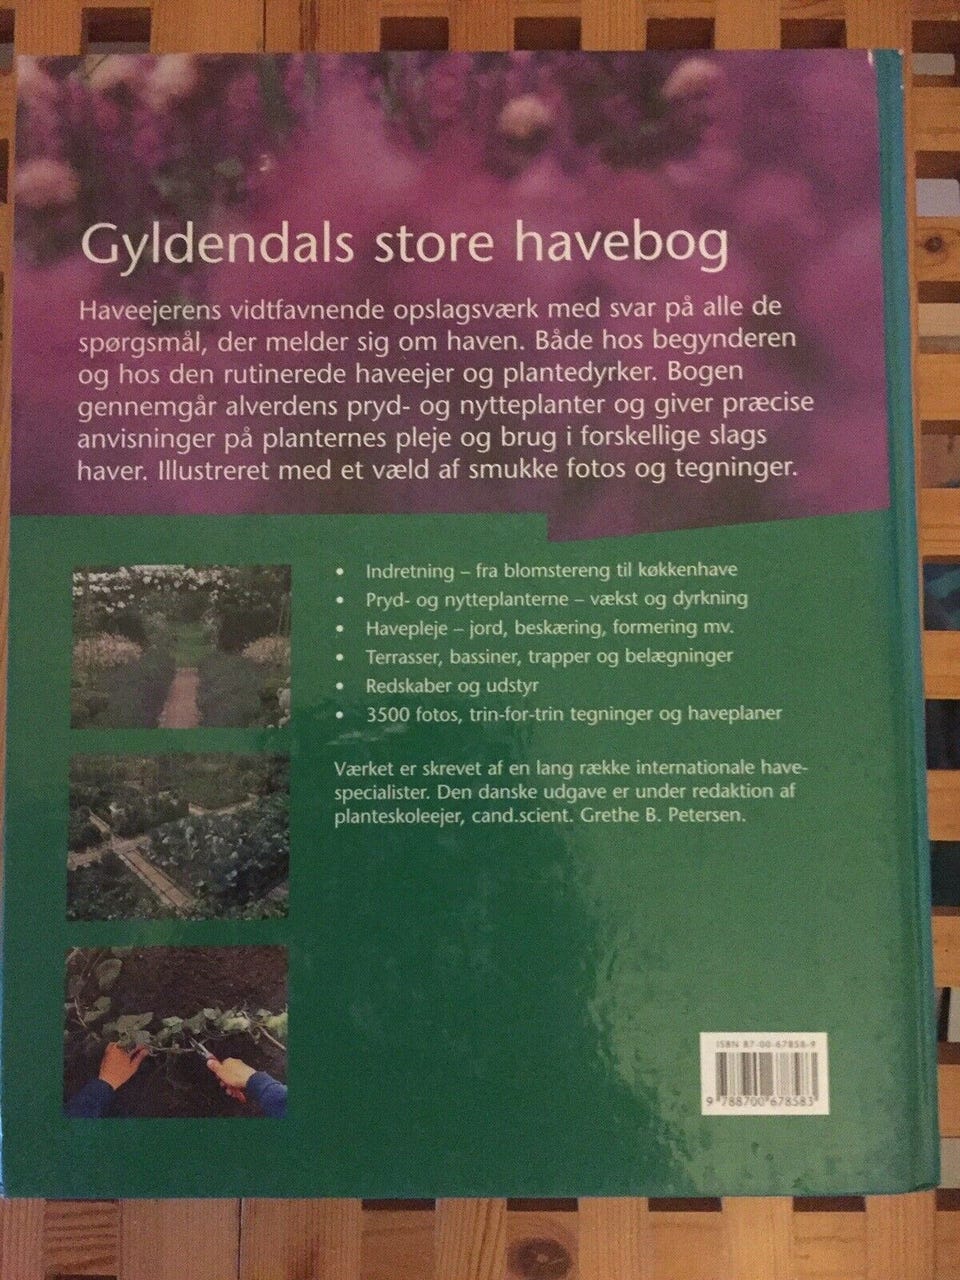 Gyldendals store havebog
Haveejerens vidtfavnende opslagsværk med svar på alle de
spørgsmål, der melder sig om haven. Både hos begynderen
og hos den rutinerede haveejer og plantedyrker. Bogen
gennemgår alverdens pryd- og nytteplanter og giver præcise
anvisninger på planternes pleje og brug i forskellige slags
haver. Illustreret med et væld af smukke fotos og tegninger.
• Indretning – fra blomstereng til køkkenhave
• Pryd- og nytteplanterne – vækst og dyrkning
• Havepleje – jord, beskæring, formering mv.
• Terrasser, bassiner, trapper og belægninger
• Redskaber og udstyr
• 3500 fotos, trin-for-trin tegninger og haveplaner
Værket er skrevet af en lang række internationale have-
specialister. Den danske udgave er under redaktion af
planteskoleejer, cand.scient. Grethe B. Petersen.
ISBN 87-00-67858-9
9 788700 678583